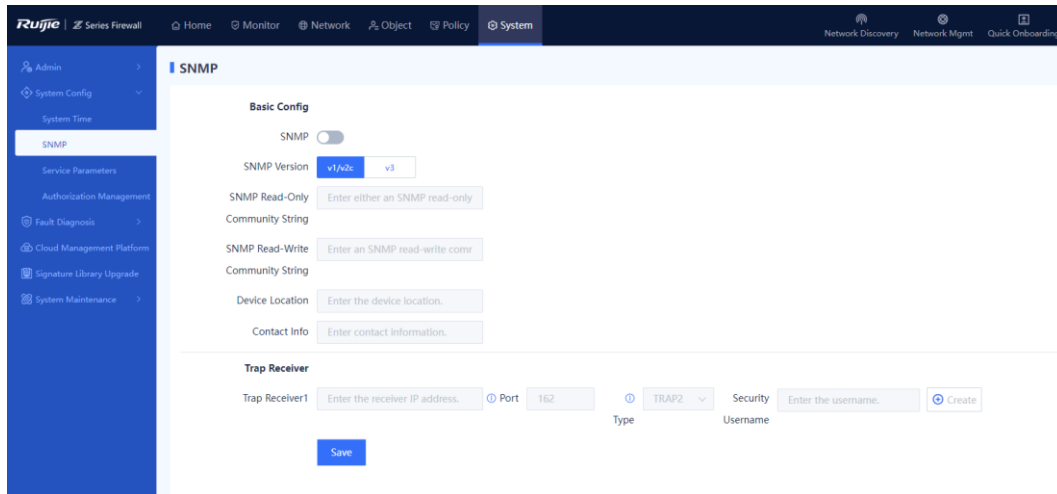 Ruijie | Z Series Firewall
Home Monitor Network Object Policy System
Network Discovery Network Mgmt Quick Onboarding
Admin
System Config
System Time
SNMP
Service Parameters
Authorization Management
Fault Diagnosis
Cloud Management Platform
Signature Library Upgrade
System Maintenance
SNMP
Basic Config
SNMP
SNMP Version v1/v2c v3
SNMP Read-Only Enter either an SNMP read-only
Community String
SNMP Read-Write Enter an SNMP read-write
Community String
Device Location Enter the device location.
Contact Info Enter contact information.
Trap Receiver
Trap Receiver1 Enter the receiver IP address. Port 162 TRAP2 Security Enter the username. Create
Type Username
Save